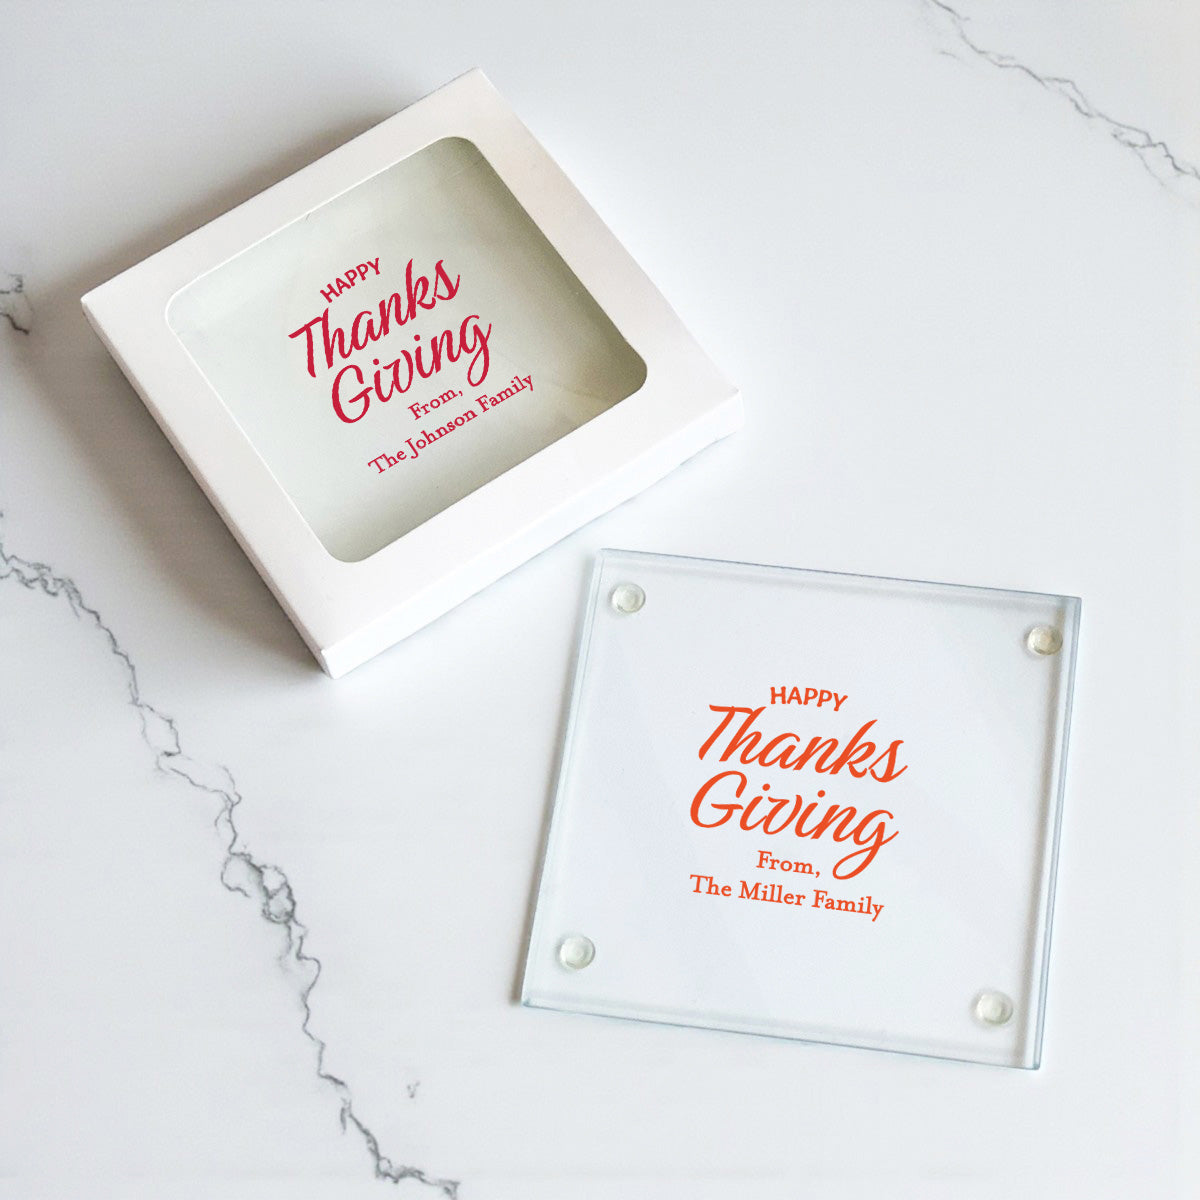 HAPPY
Thanks
Giving
From,
The Johnson Family
HAPPY
Thanks
Giving
From,
The Miller Family